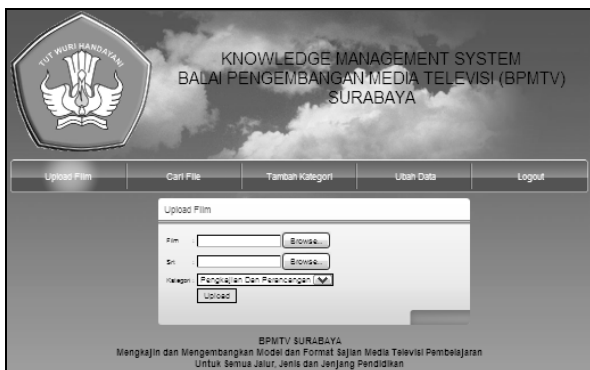 TUT WURI HANDAYANI
KNOWLEDGE MANAGEMENT SYSTEM
BALAI PENGEMBANGAN MEDIA TELEVISI (BPMTV)
SURABAYA
Upload Film Cari File Tambah Kategori Ubah Data Logout
Upload Film
Film : Browse...
Sri : Browse...
Kategori : Pengkajian Dan Perancangan
Upload
BPMTV SURABAYA
Mengkajin dan Mengembangkan Model dan Format Sajian Media Televisi Pembelajaran
Untuk Semua Jalur, Jenis dan Jenjang Pendidikan